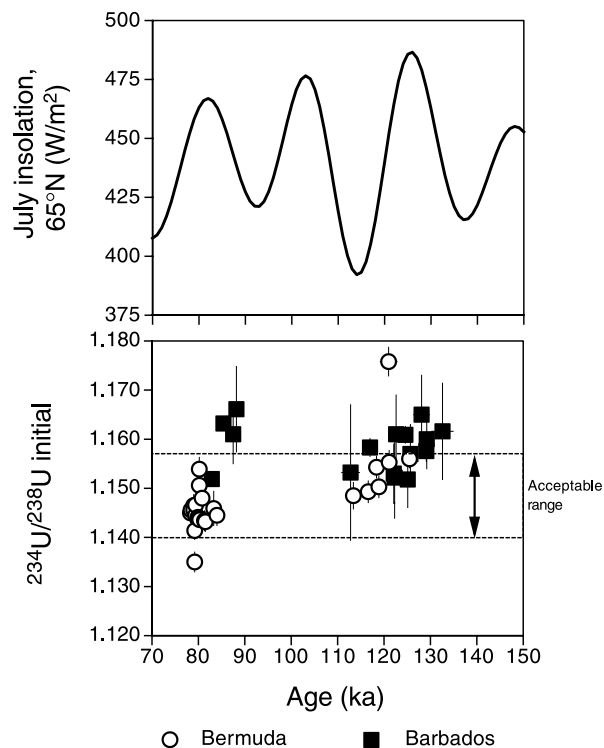 500
475
450
425
400
375
July insolation,
65°N (W/m²)
1.180
1.170
1.160
1.150
1.140
1.130
1.120
²³⁴U/²³⁸U initial
Acceptable
range
70 80 90 100 110 120 130 140 150
Age (ka)
Bermuda Barbados